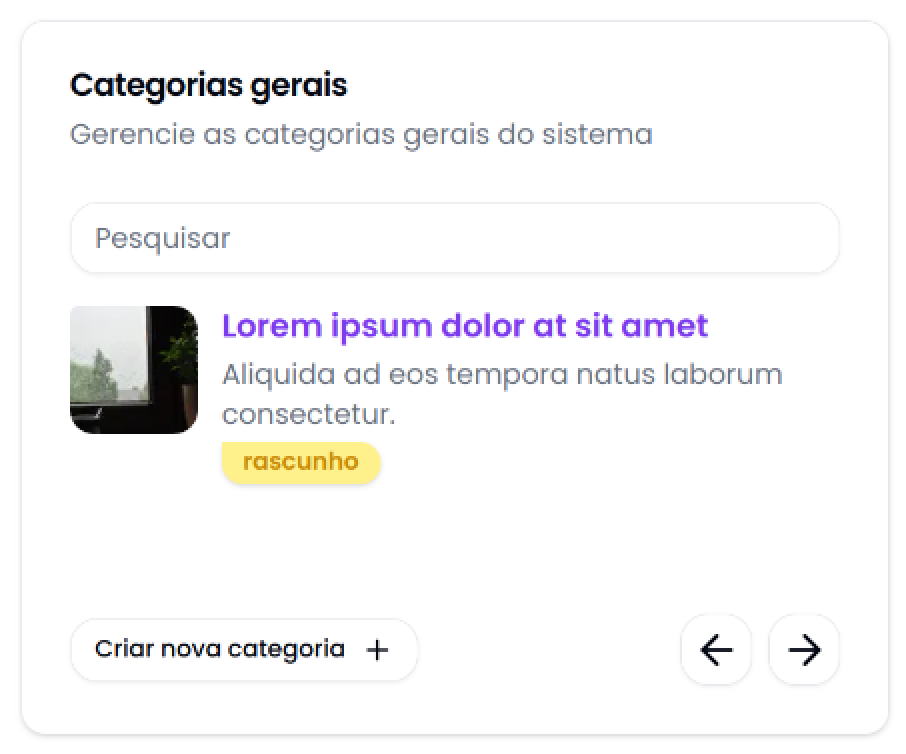 Categorias gerais
Gerencie as categorias gerais do sistema
Pesquisar
Lorem ipsum dolor at sit amet
Aliquida ad eos tempora natus laborum
consectetur.
rascunho
Criar nova categoria +